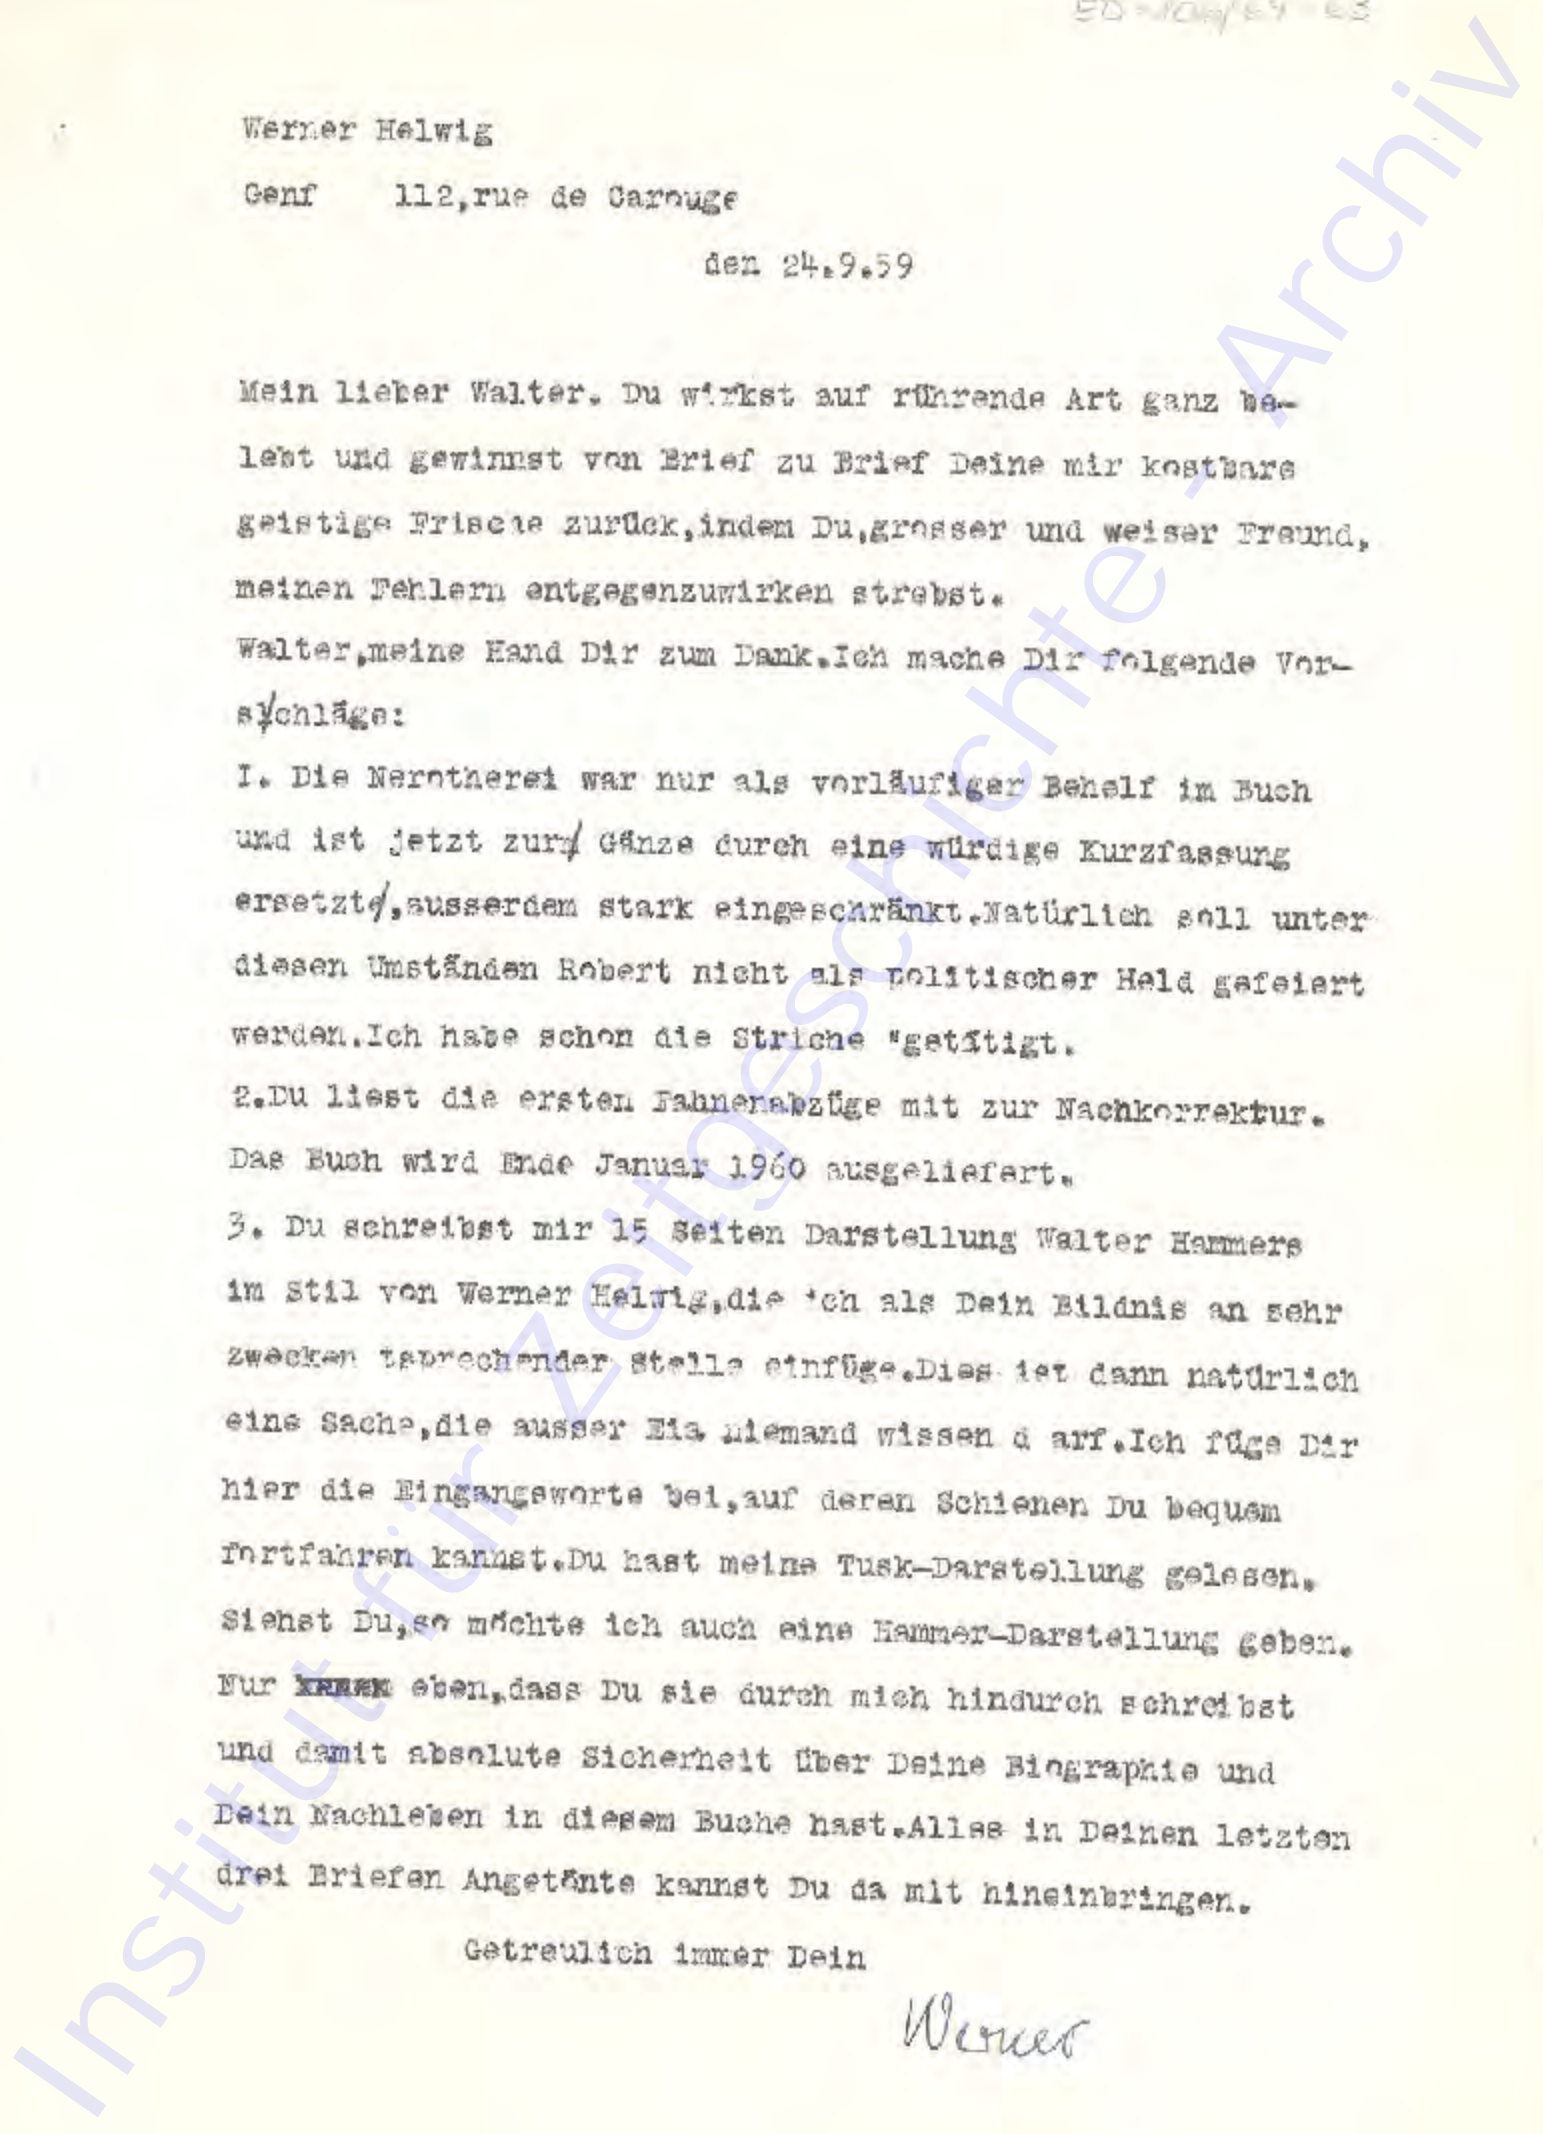 Werner Helwig
Genf 112,rue de Carouge
den 24.9.59
Mein lieber Walter. Du wirkst auf rührende Art ganz be-
lebt und gewinnst von Brief zu Brief Deine mir kostbare
geistige Frische zurück,indem Du,grosser und weiser Freund,
meinen Fehlern entgegenzuwirken strebst.
Walter,meine Hand Dir zum Dank.Ich mache Dir folgende Vor-
schläge:
I. Die Nerotherei war nur als vorläufiger Behelf im Buch
und ist jetzt zur Gänze durch eine würdige Kurzfassung
ersetzt,ausserdem stark eingeschränkt.Natürlich soll unter
diesen Umständen Robert nicht als politischer Held gefeiert
werden.Ich habe schon die Striche "getätigt.
2.Du liest die ersten Fahnenabzüge mit zur Nachkorrektur.
Das Buch wird Ende Januar 1960 ausgeliefert.
3. Du schreibst mir 15 Seiten Darstellung Walter Hammers
im Stil von Werner Helwig,die ich als Dein Bildnis an sehr
zwecken tsprechender Stelle einfüge.Dies ist dann natürlich
eine Sache,die ausser Eia niemand wissen d arf.Ich füge Dir
hier die Eingangsworte bei,auf deren Schienen Du bequem
fortfahren kannst.Du hast meine Tusk-Darstellung gelesen.
Siehst Du,so möchte ich auch eine Hammer-Darstellung geben.
Nur eben,dass Du sie durch mich hindurch schreibst
und damit absolute Sicherheit über Deine Biographie und
Dein Nachleben in diesem Buche hast.Alles in Deinen letzten
drei Briefen Angetönte kannst Du da mit hineinbringen.
Getreulich immer Dein
Werner
Institut für Zeitgeschichte - Archiv